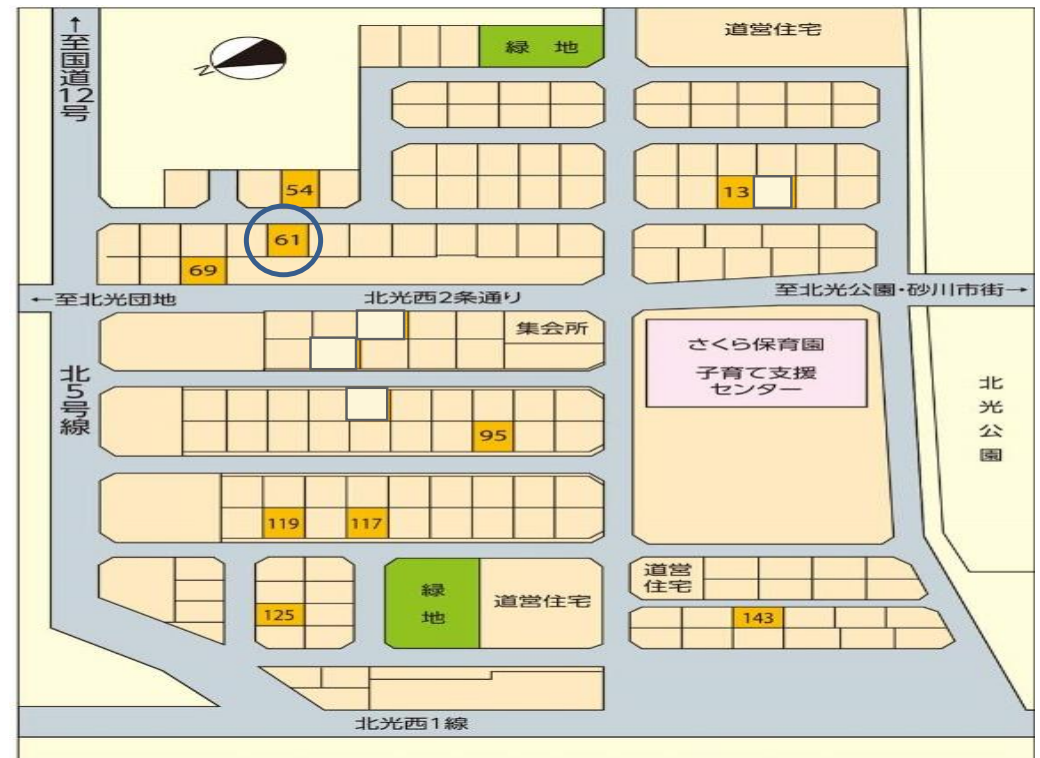 ↑至国道12号
緑地
道営住宅
N
54
13
61
69
←至北光団地
北光西2条通り
至北光公園・砂川市街→
集会所
さくら保育園
子育て支援
センター
北5号線
北光公園
95
119
117
緑地
道営住宅
道営
住宅
125
143
北光西1線